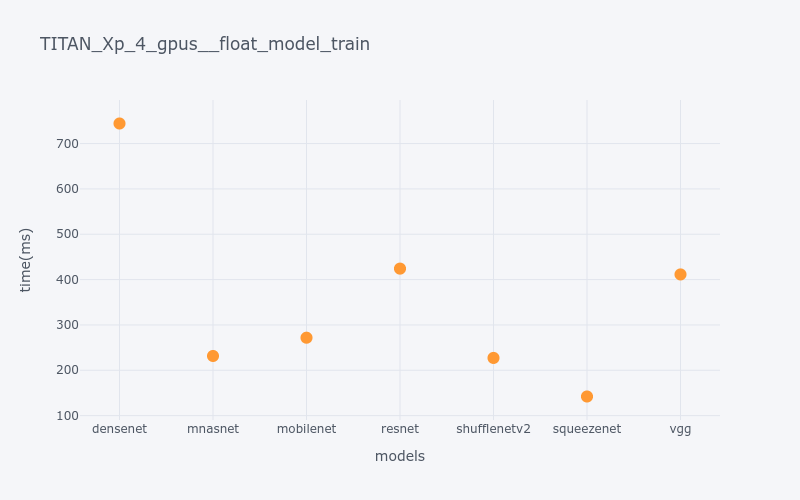 TITAN_Xp_4_gpus__float_model_train
time(ms)
700
600
500
400
300
200
100
densenet mnasnet mobilenet resnet shufflenetv2 squeezenet vgg
models